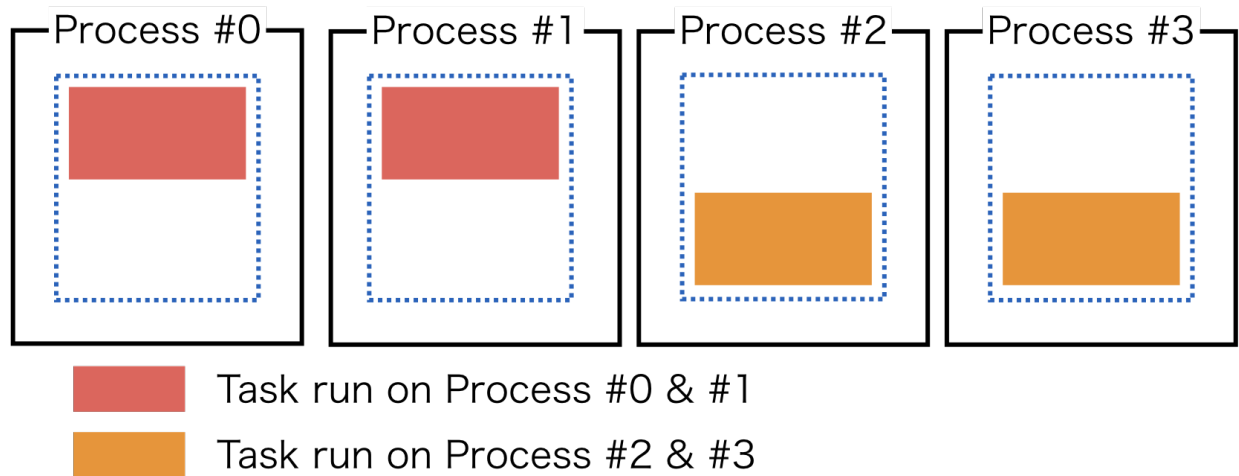 Process #0
Process #1
Process #2
Process #3
Task run on Process #0 & #1
Task run on Process #2 & #3